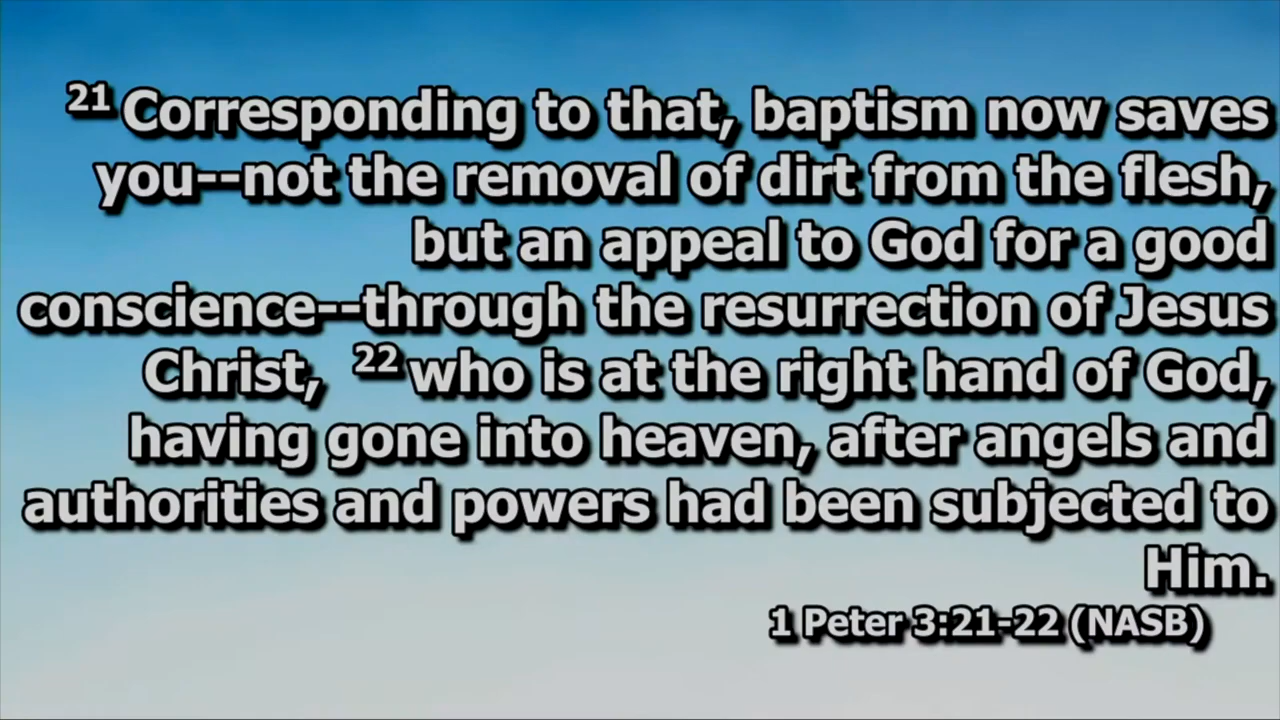 21 Corresponding to that, baptism now saves
you--not the removal of dirt from the flesh,
but an appeal to God for a good
conscience--through the resurrection of Jesus
Christ, 22 who is at the right hand of God,
having gone into heaven, after angels and
authorities and powers had been subjected to
Him.
1 Peter 3:21-22 (NASB)